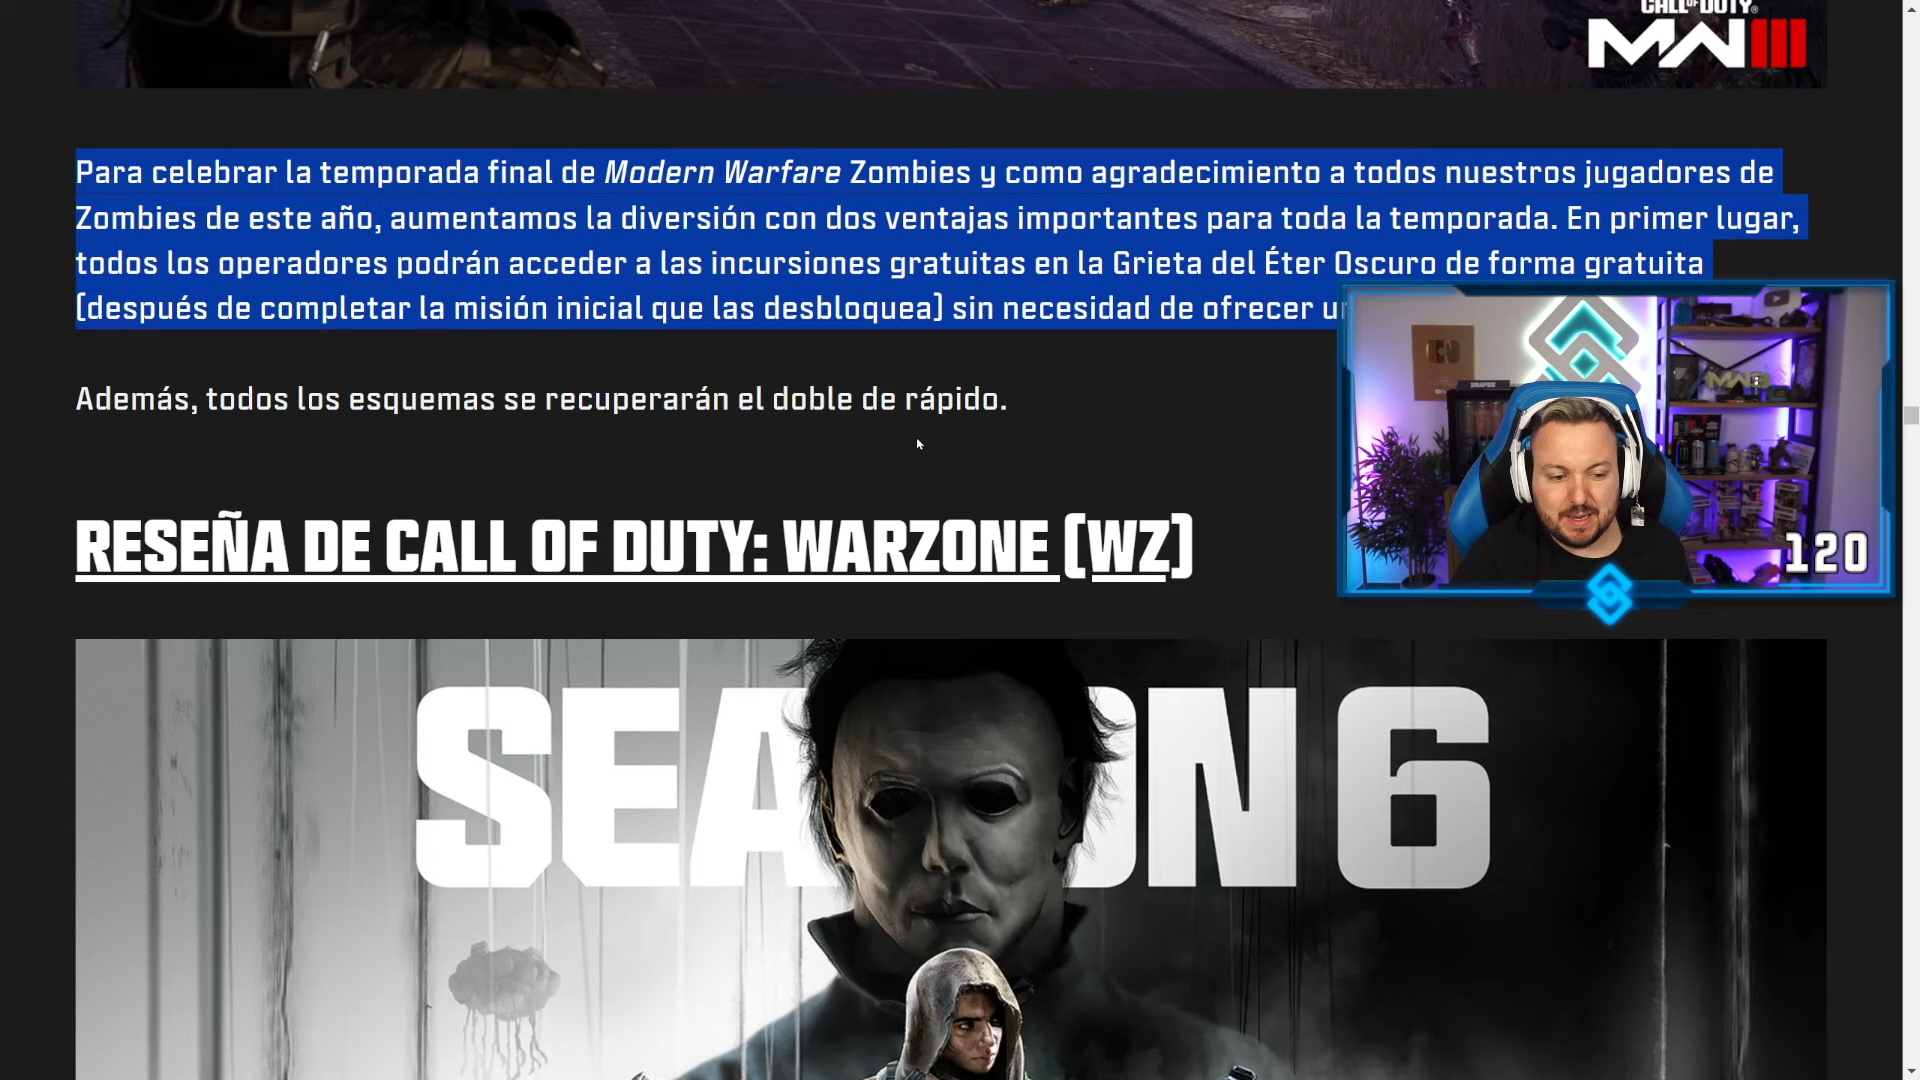 CALL OF DUTY®
MWIII
Para celebrar la temporada final de Modern Warfare Zombies y como agradecimiento a todos nuestros jugadores de
Zombies de este año, aumentamos la diversión con dos ventajas importantes para toda la temporada. En primer lugar,
todos los operadores podrán acceder a las incursiones gratuitas en la Grieta del Éter Oscuro de forma gratuita
(después de completar la misión inicial que las desbloquea) sin necesidad de ofrecer
Además, todos los esquemas se recuperarán el doble de rápido.
120
RESEÑA DE CALL OF DUTY: WARZONE (WZ)
SEASON 6